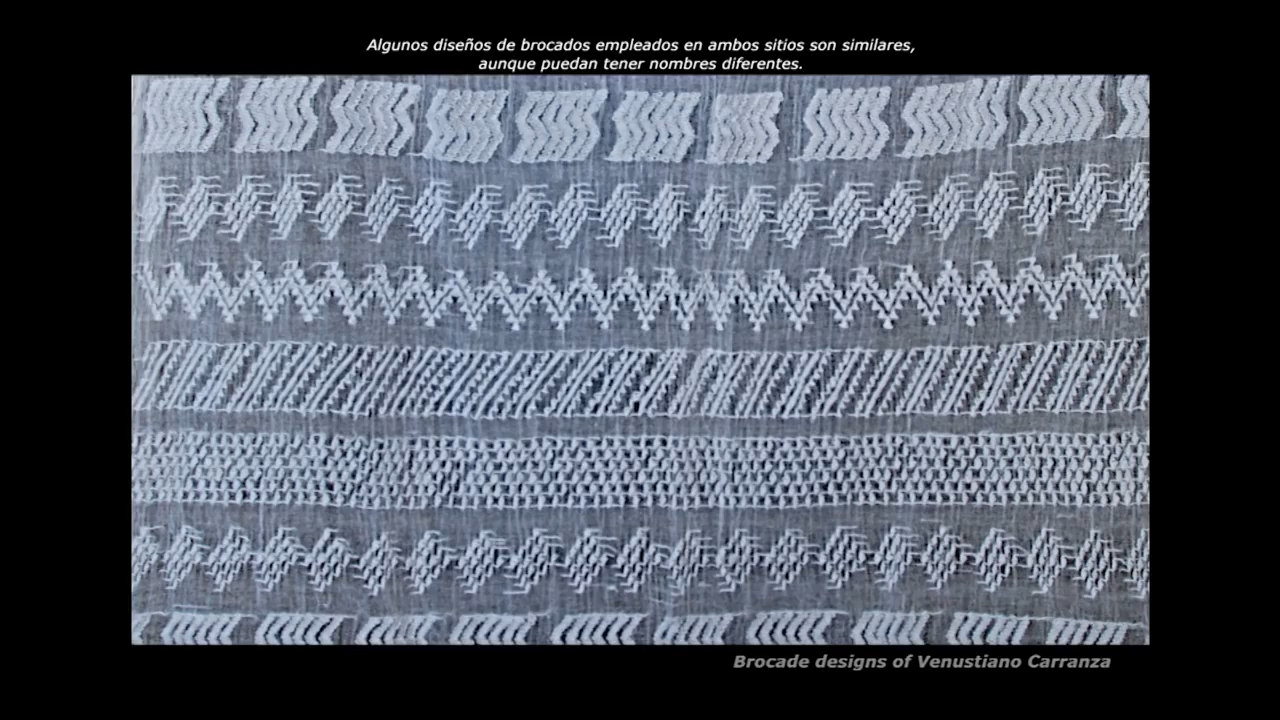 Algunos diseños de brocados empleados en ambos sitios son similares,
aunque puedan tener nombres diferentes.
Brocade designs of Venustiano Carranza